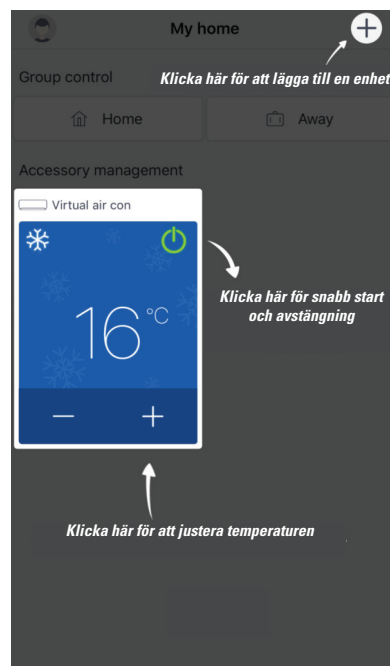 My home
Klicka här för att lägga till en enhet
Group control
Home
Away
Accessory management
Virtual air con
16 °C
Klicka här för snabb start
och avstängning
Klicka här för att justera temperaturen